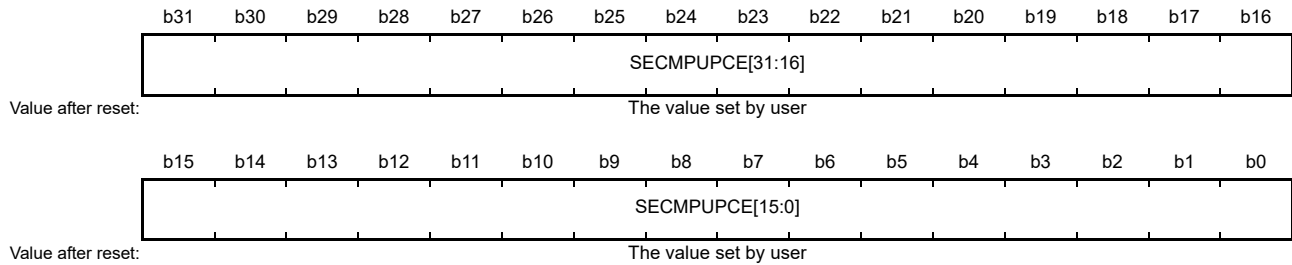 b31 b30 b29 b28 b27 b26 b25 b24 b23 b22 b21 b20 b19 b18 b17 b16
SECMPUPCE[31:16]
Value after reset: The value set by user
b15 b14 b13 b12 b11 b10 b9 b8 b7 b6 b5 b4 b3 b2 b1 b0
SECMPUPCE[15:0]
Value after reset: The value set by user